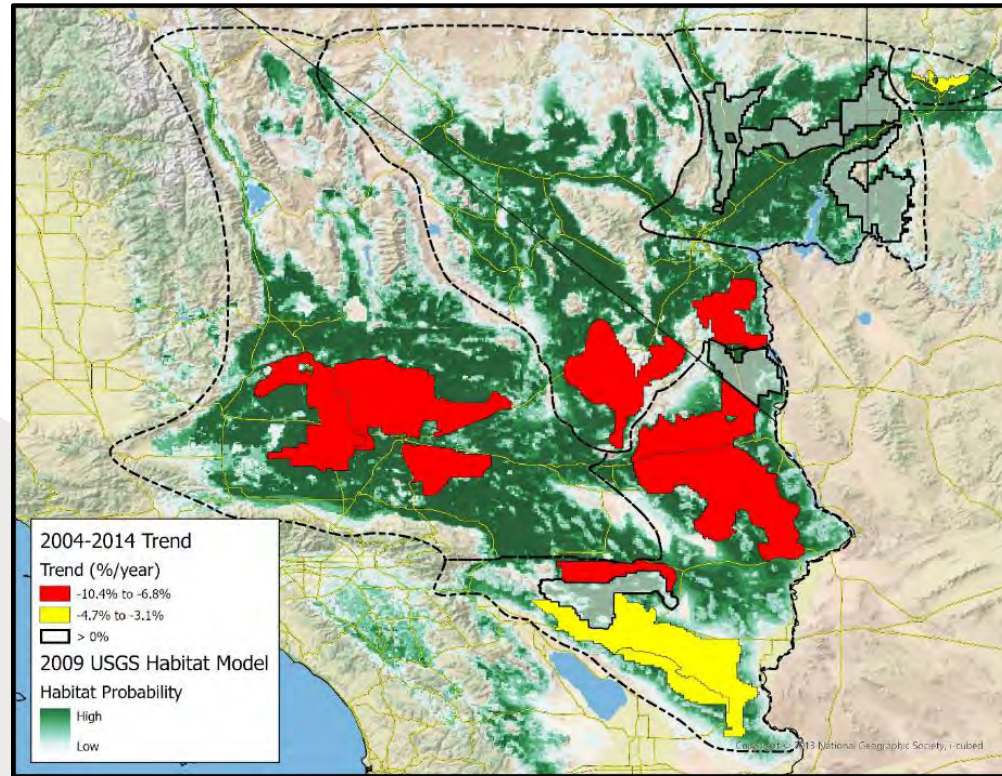 2004-2014 Trend
Trend (%/year)
-10.4% to -6.8%
-4.7% to -3.1%
> 0%
2009 USGS Habitat Model
Habitat Probability
High
Low
2013 National Geographic Society, i-cubed